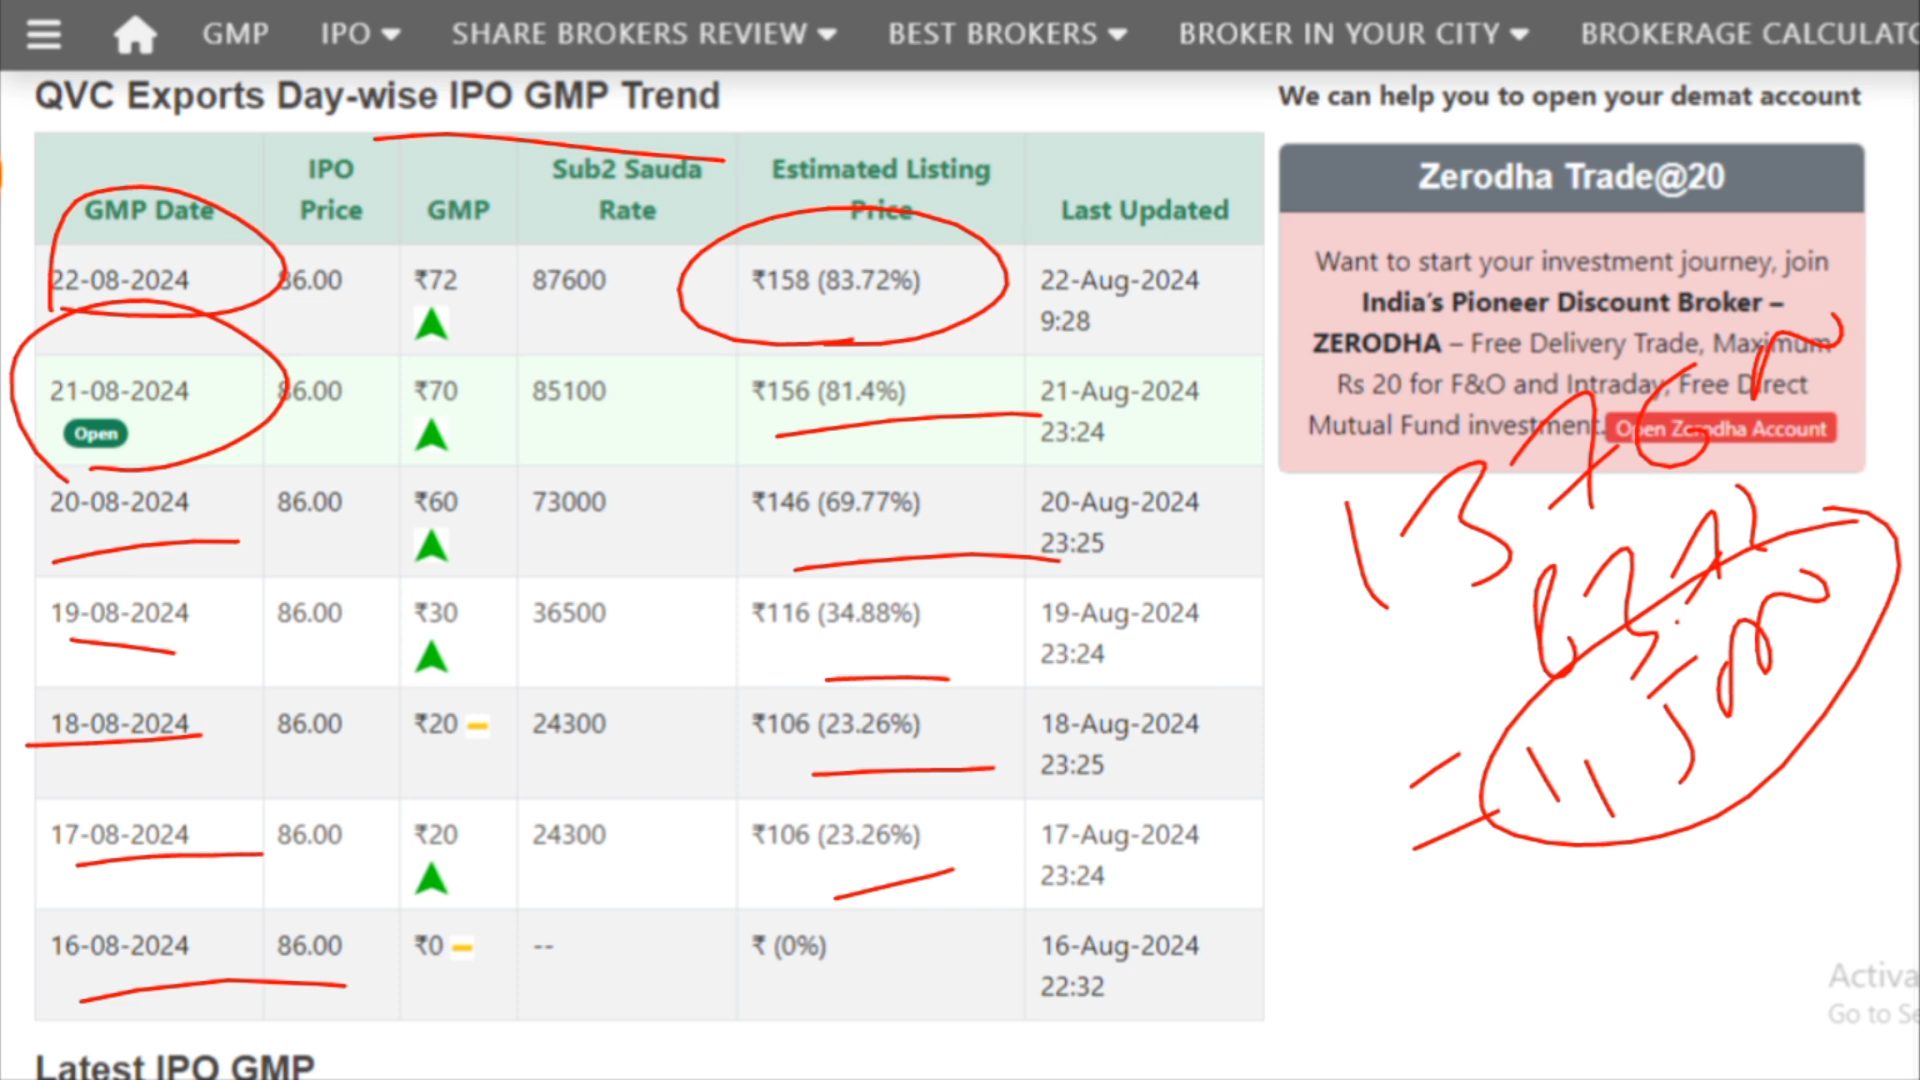 GMP IPO SHARE BROKERS REVIEW BEST BROKERS BROKER IN YOUR CITY BROKERAGE CALCULATO
QVC Exports Day-wise IPO GMP Trend
GMP Date IPO Price GMP Sub2 Sauda Rate Estimated Listing Price Last Updated
22-08-2024 86.00 ₹72 87600 ₹158 (83.72%) 22-Aug-2024 9:28
21-08-2024 Open 86.00 ₹70 85100 ₹156 (81.4%) 21-Aug-2024 23:24
20-08-2024 86.00 ₹60 73000 ₹146 (69.77%) 20-Aug-2024 23:25
19-08-2024 86.00 ₹30 36500 ₹116 (34.88%) 19-Aug-2024 23:24
18-08-2024 86.00 ₹20 24300 ₹106 (23.26%) 18-Aug-2024 23:25
17-08-2024 86.00 ₹20 24300 ₹106 (23.26%) 17-Aug-2024 23:24
16-08-2024 86.00 ₹0 -- ₹ (0%) 16-Aug-2024 22:32
Latest IPO GMP
We can help you to open your demat account
Zerodha Trade@20
Want to start your investment journey, join
India's Pioneer Discount Broker –
ZERODHA – Free Delivery Trade, Maximum
Rs 20 for F&O and Intraday, Free Direct
Mutual Fund investment. Open Zerodha Account
Activa
Go to Se